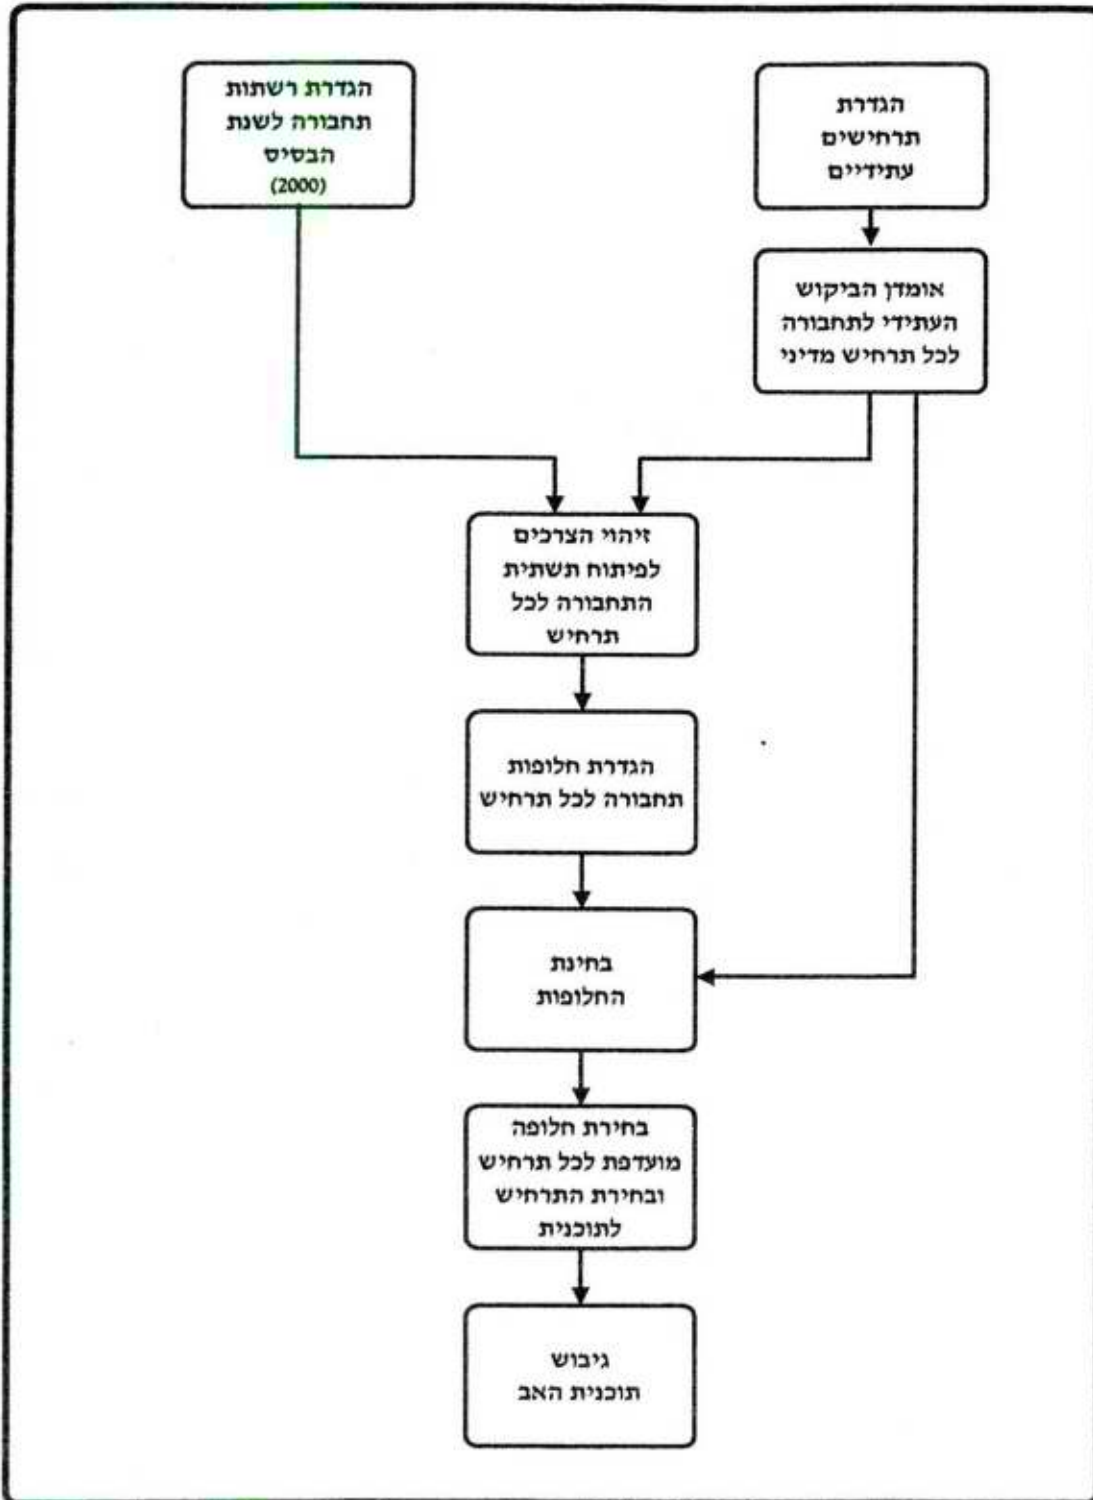 הגדרת רשתות
תחבורה לשנת
הבסיס
(2000)
הגדרת
תרחישים
עתידיים
אומדן הביקוש
העתידי לתחבורה
לכל תרחיש מדיני
זיהוי הצרכים
לפיתוח תשתית
התחבורה לכל
תרחיש
הגדרת חלופות
תחבורה לכל תרחיש
בחינת
החלופות
בחירת חלופה
מועדפת לכל תרחיש
ובחירת התרחיש
לתוכנית
גיבוש
תוכנית האב